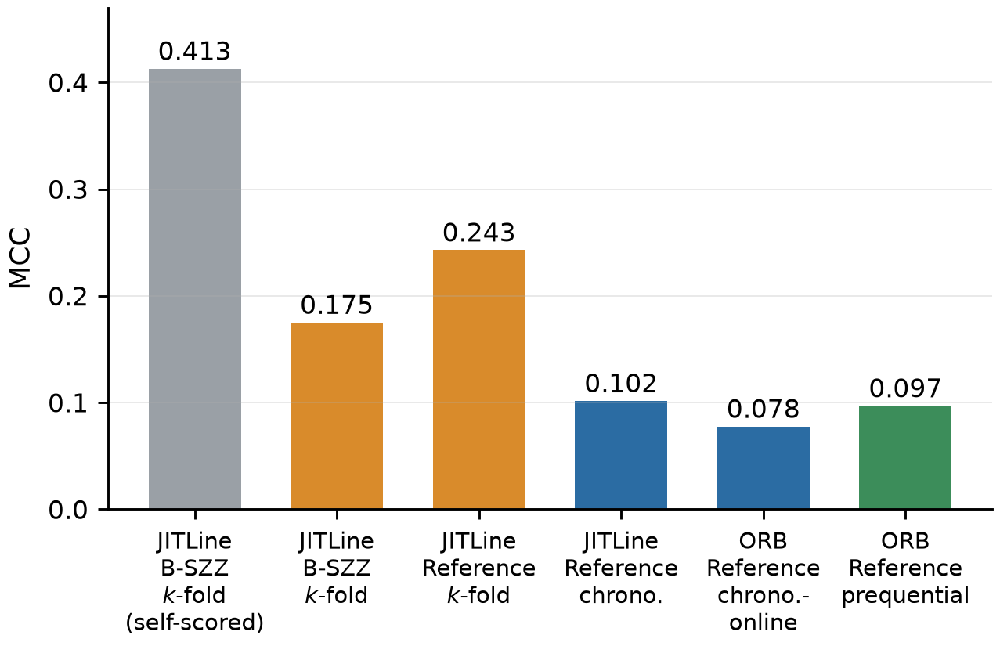 MCC
0.4
0.3
0.2
0.1
0.0
0.413
0.175
0.243
0.102
0.078
0.097
JITLine
B-SZZ
k-fold
(self-scored)
JITLine
B-SZZ
k-fold
JITLine
Reference
k-fold
JITLine
Reference
chrono.
ORB
Reference
chrono.-
online
ORB
Reference
prequential